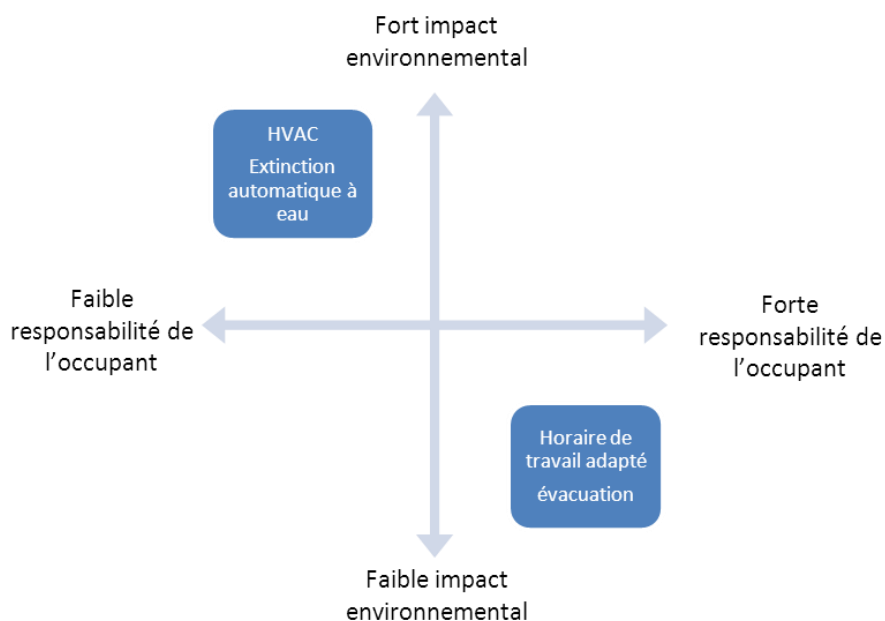 Fort impact
environnemental
HVAC
Extinction
automatique à
eau
Faible
responsabilité de
l'occupant
Forte
responsabilité de
l'occupant
Horaire de
travail adapté
évacuation
Faible impact
environnemental